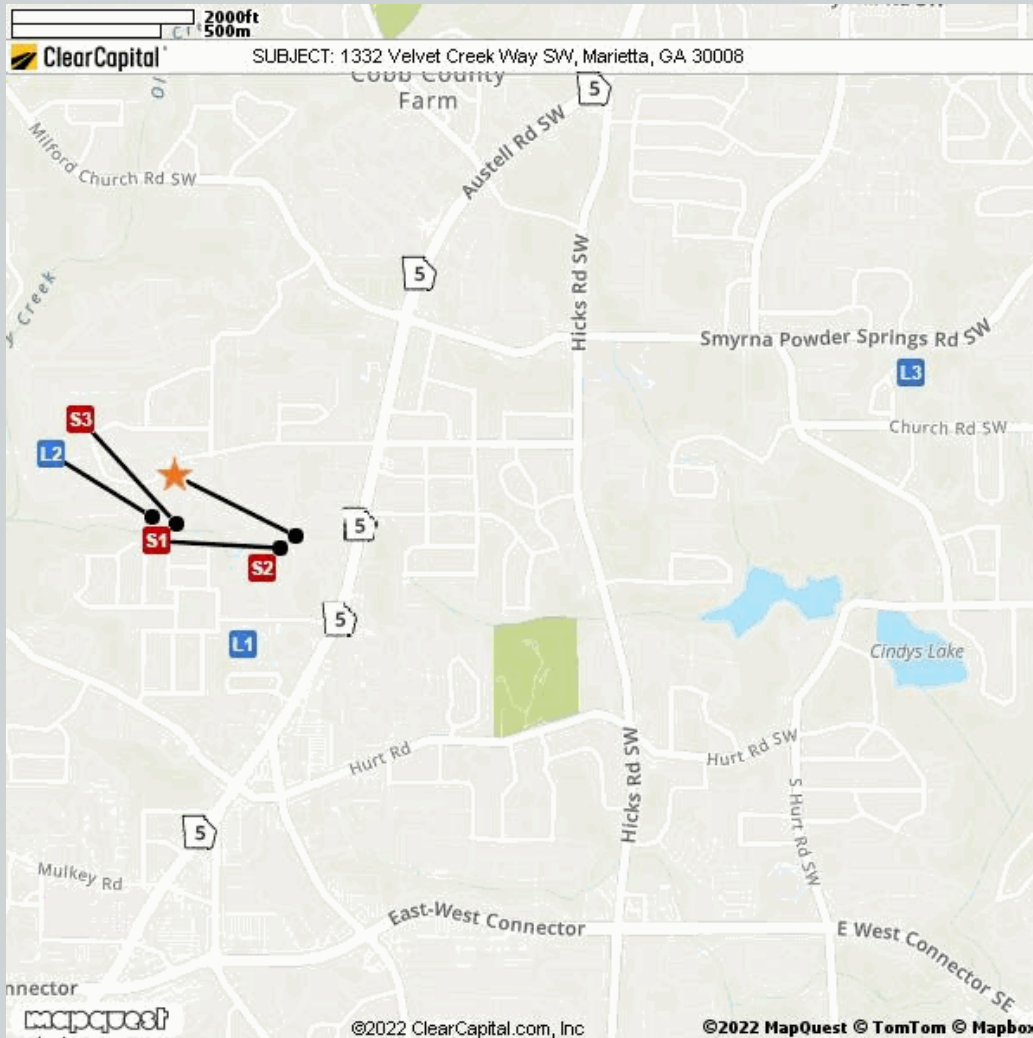 2000ft
500m
ClearCapital
SUBJECT: 1332 Velvet Creek Way SW, Marietta, GA 30008
Cobb County
Farm
5
Austell Rd SW
Milford Church Rd SW
5
Hicks Rd SW
y Creek
Smyrna Powder Springs Rd SW
L3
S3
Church Rd SW
L2
5
S1
S2
5
L1
Cindys Lake
Hurt Rd
Hurt Rd SW
Hicks Rd SW
S Hurt Rd SW
5
Mulkey Rd
East-West Connector
E West Connector SE
nnector
mapquest
©2022 ClearCapital.com, Inc
©2022 MapQuest © TomTom © Mapbox